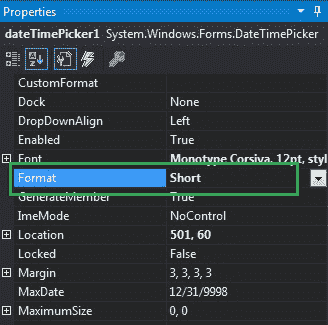 Properties
dateTimePicker1 System.Windows.Forms.DateTimePicker
CustomFormat
Dock None
DropDownAlign Left
Enabled True
Font Monotype Corsiva, 12pt, styl
Format Short
GenerateMember True
ImeMode NoControl
Location 501, 60
Locked False
Margin 3, 3, 3, 3
MaxDate 12/31/9998
MaximumSize 0, 0